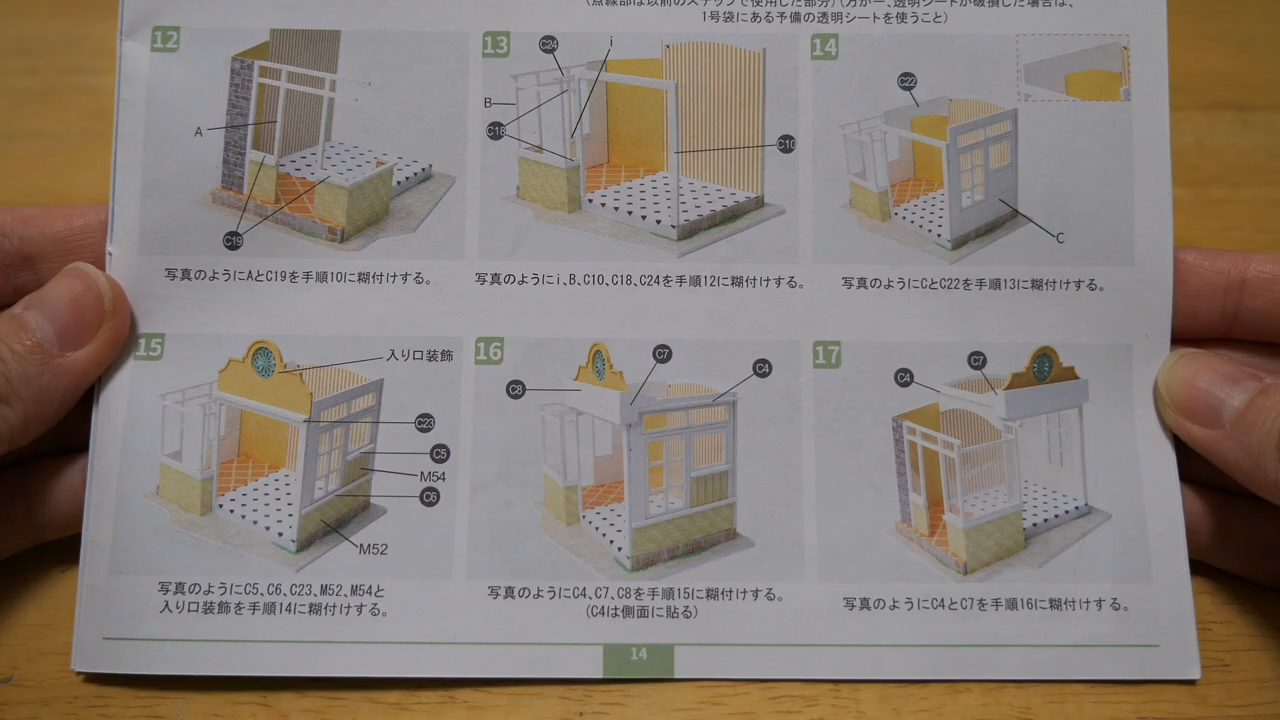 (点線部は以前のステップで使用した部分)(万が一、透明シートが破損した場合は、
1号袋にある予備の透明シートを使うこと)
12
A
C19
写真のようにAとC19を手順10に糊付けする。
13
C24
i
B
C18
C10
写真のようにi、B、C10、C18、C24を手順12に糊付けする。
14
C22
C
写真のようにCとC22を手順13に糊付けする。
15
入り口装飾
C23
C5
M54
C6
M52
写真のようにC5、C6、C23、M52、M54と
入り口装飾を手順14に糊付けする。
16
C7
C4
C8
写真のようにC4、C7、C8を手順15に糊付けする。
(C4は側面に貼る)
17
C7
C4
写真のようにC4とC7を手順16に糊付けする。
14